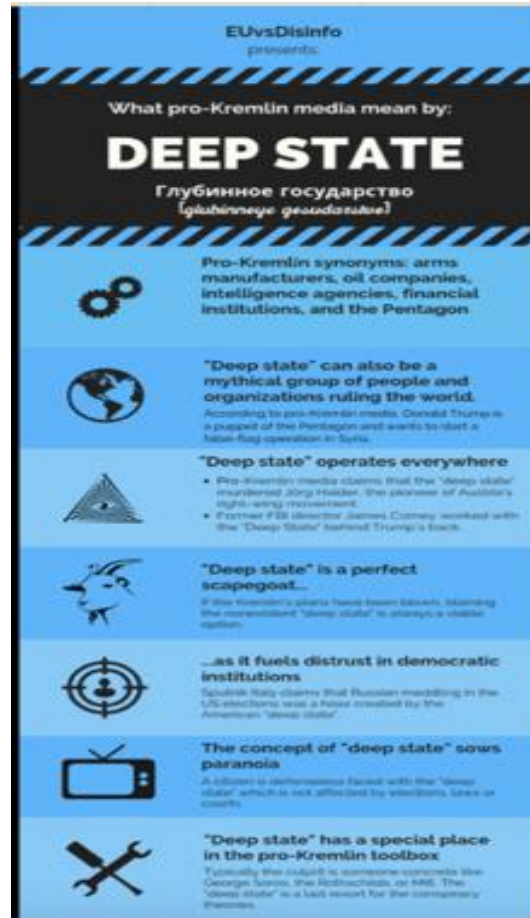 EUvsDisinfo
presents:
What pro-Kremlin media mean by:
DEEP STATE
Глубинное государство
[glubinnoye gosudarstvo]
Pro-Kremlin synonyms: arms
manufacturers, oil companies,
intelligence agencies, financial
institutions, and the Pentagon
"Deep state" can also be a
mythical group of people and
organizations ruling the world.
According to pro-Kremlin media, Donald Trump is
a puppet of the Pentagon and wants to start a
false-flag operation in Syria.
"Deep state" operates everywhere
• Pro-Kremlin media claims that the "deep state"
murdered Jörg Haider, the pioneer of Austria's
right-wing movement
• Former FBI director James Comey worked with
the "Deep State" behind Trump's back
"Deep state" is a perfect
scapegoat...
If the Kremlin's plans have been blown, blaming
the nonexistent "deep state" is always a viable
option.
...as it fuels distrust in democratic
institutions
Sputnik Italy claims that Russian meddling in the
US elections was a hoax created by the
American "deep state".
The concept of "deep state" sows
paranoia
A citizen is defenseless faced with the "deep
state" which is not affected by elections, laws or
courts.
"Deep state" has a special place
in the pro-Kremlin toolbox
Typically the culprit is someone concrete like
George Soros, the Rothschilds, or MI6. The
"deep state" is a last resort for the conspiracy
theories.